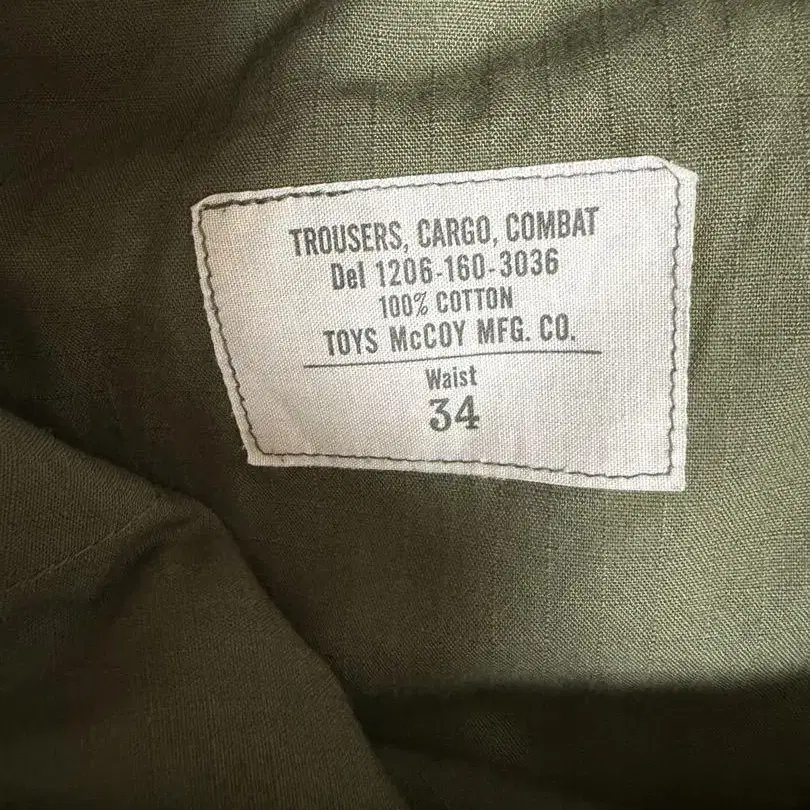 TROUSERS, CARGO, COMBAT
Del 1206-160-3036
100% COTTON
TOYS McCOY MFG. CO.
Waist
34